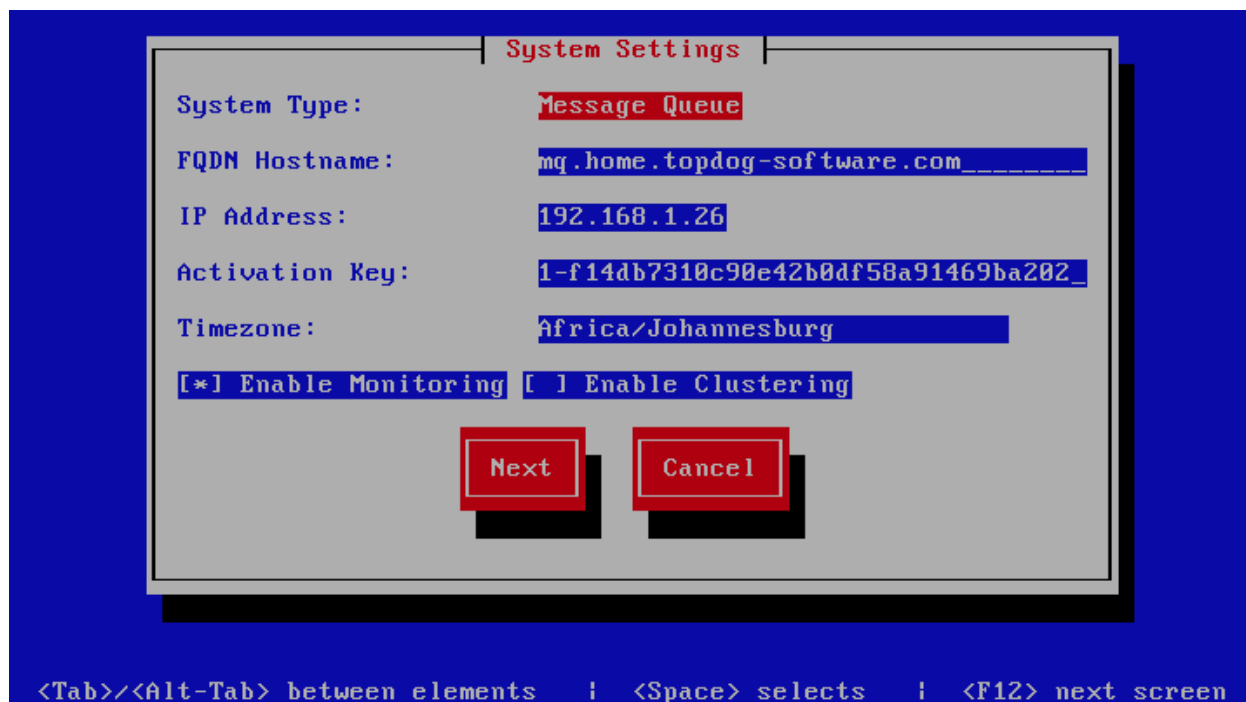 System Settings
System Type: Message Queue
FQDN Hostname: mq.home.topdog-software.com________
IP Address: 192.168.1.26
Activation Key: 1-f14db7310c90e42b0df58a91469ba202_
Timezone: Africa/Johannesburg
[*] Enable Monitoring [ ] Enable Clustering
Next Cancel
<Tab>/<Alt-Tab> between elements | <Space> selects | <F12> next screen